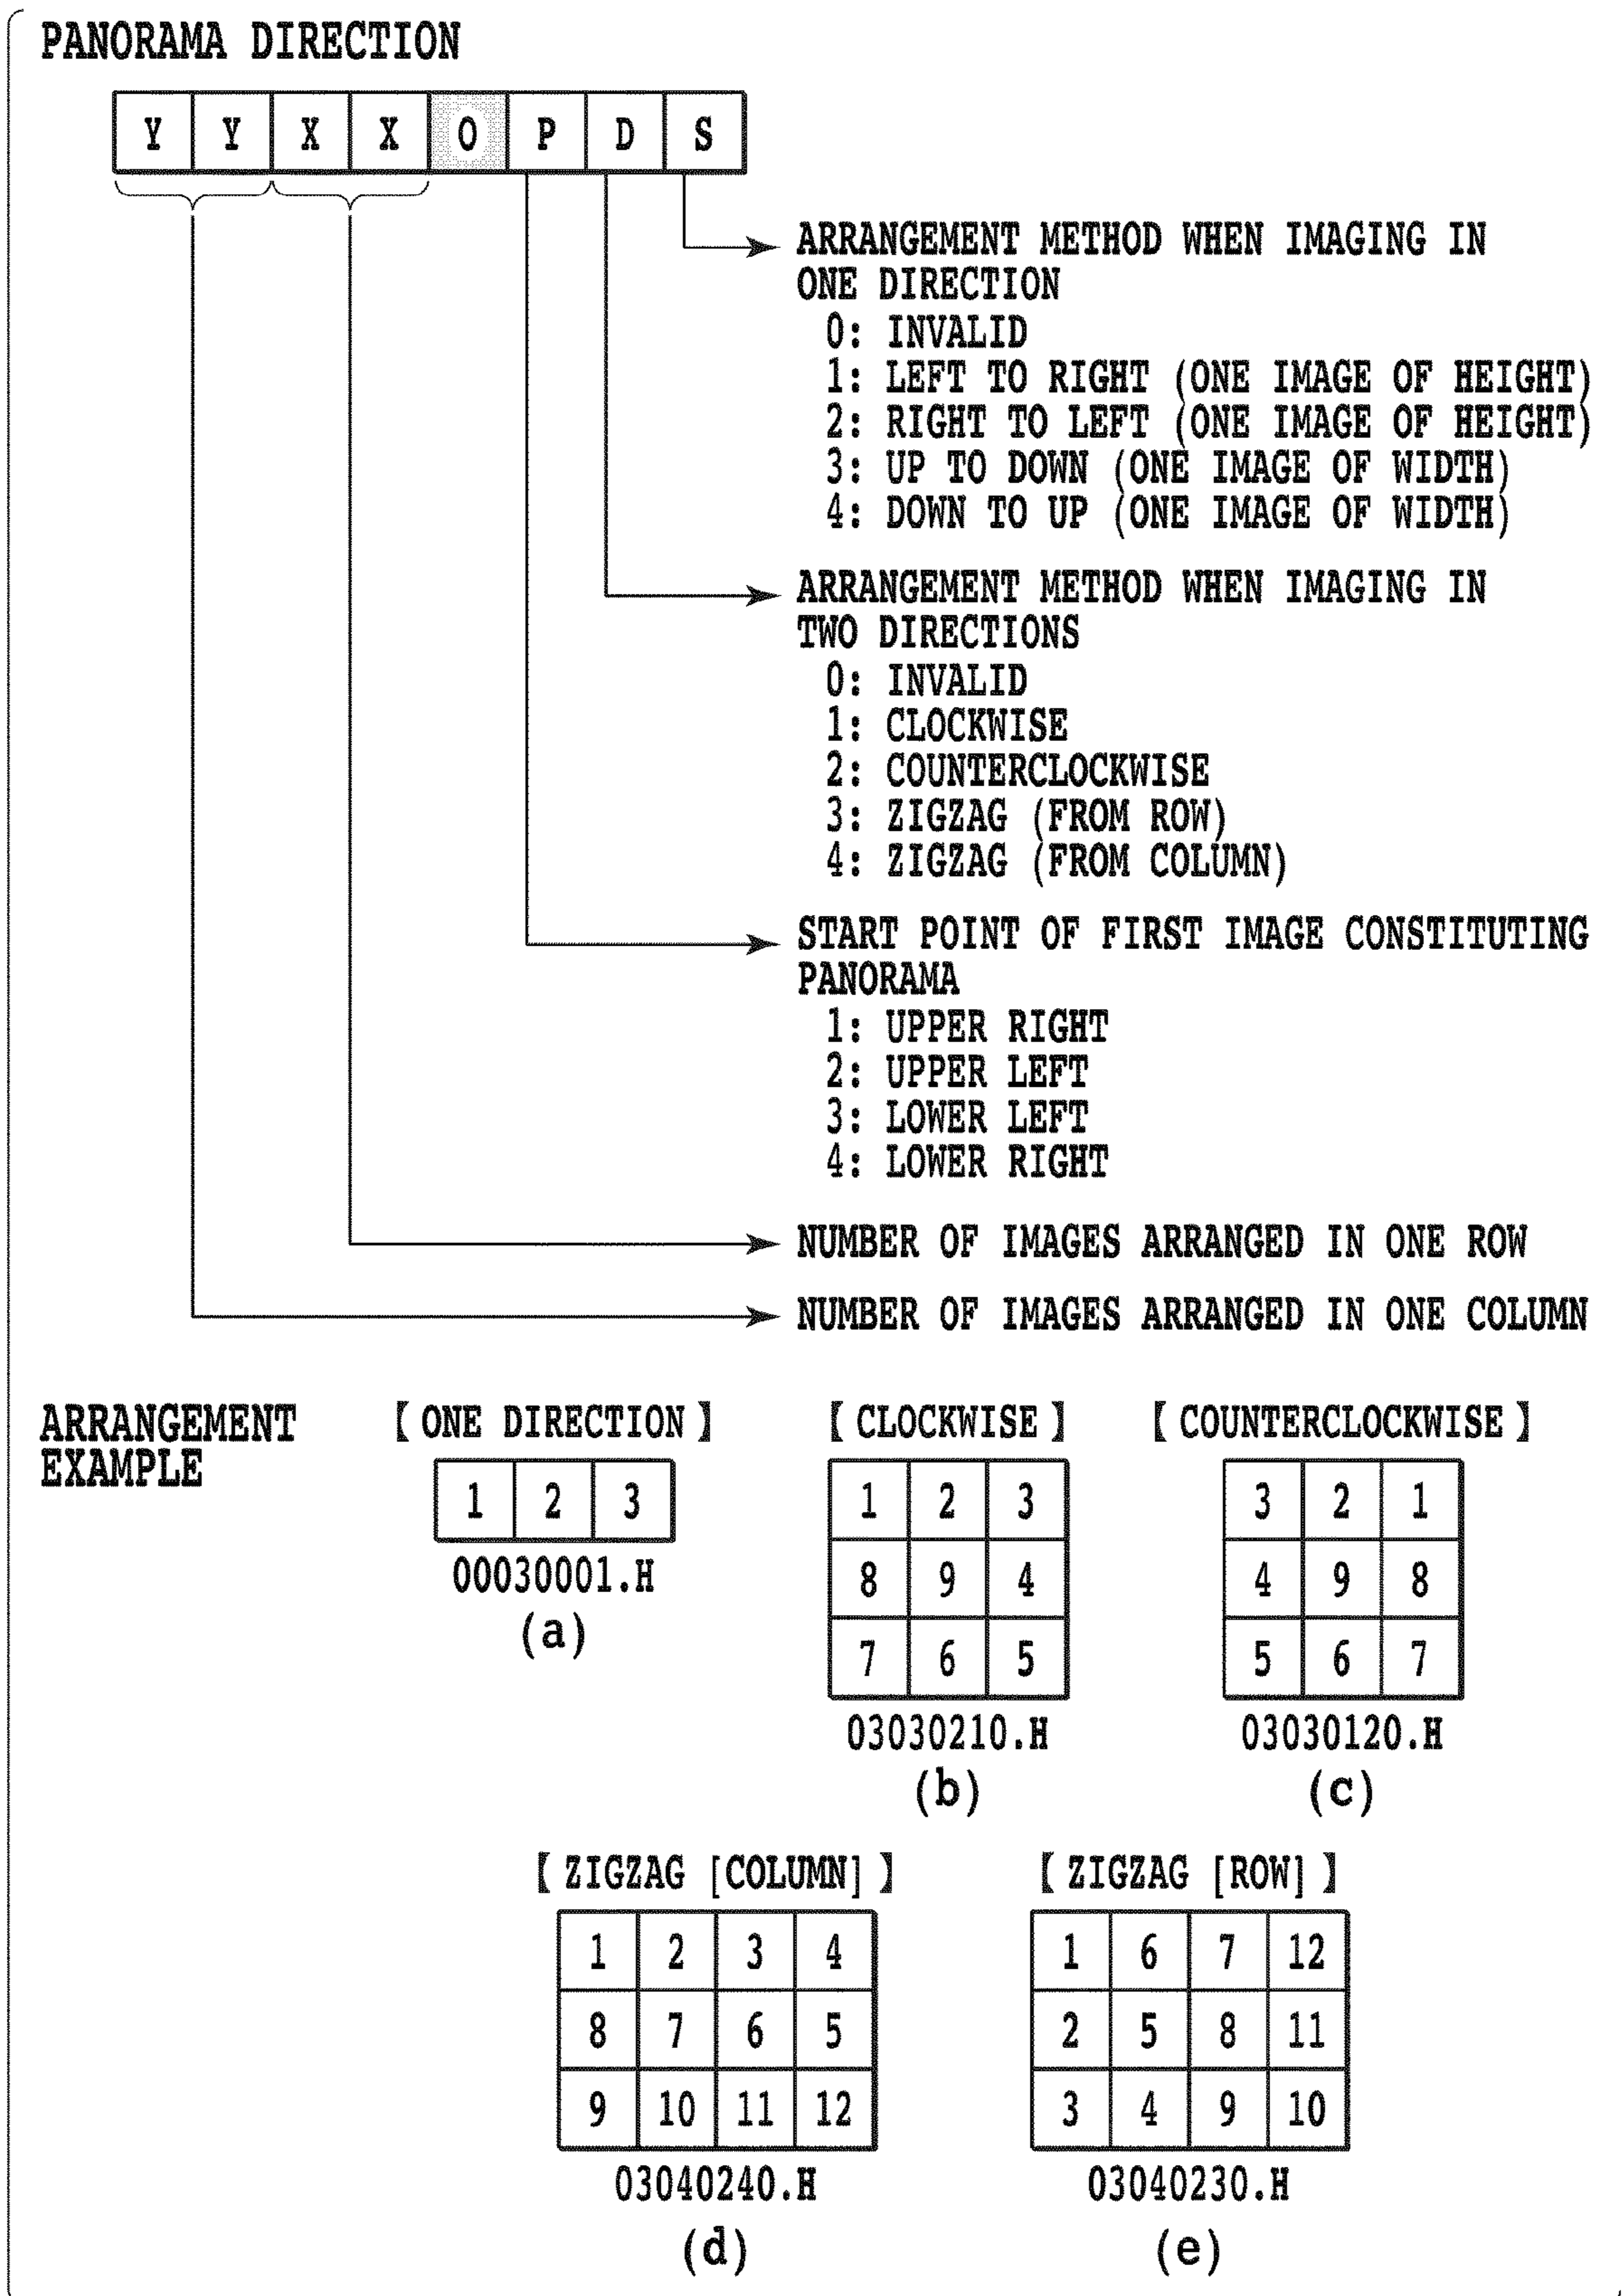 PANORAMA DIRECTION
Y Y X X 0 P D S
ARRANGEMENT METHOD WHEN IMAGING IN
ONE DIRECTION
0: INVALID
1: LEFT TO RIGHT (ONE IMAGE OF HEIGHT)
2: RIGHT TO LEFT (ONE IMAGE OF HEIGHT)
3: UP TO DOWN (ONE IMAGE OF WIDTH)
4: DOWN TO UP (ONE IMAGE OF WIDTH)
ARRANGEMENT METHOD WHEN IMAGING IN
TWO DIRECTIONS
0: INVALID
1: CLOCKWISE
2: COUNTERCLOCKWISE
3: ZIGZAG (FROM ROW)
4: ZIGZAG (FROM COLUMN)
START POINT OF FIRST IMAGE CONSTITUTING
PANORAMA
1: UPPER RIGHT
2: UPPER LEFT
3: LOWER LEFT
4: LOWER RIGHT
NUMBER OF IMAGES ARRANGED IN ONE ROW
NUMBER OF IMAGES ARRANGED IN ONE COLUMN
ARRANGEMENT
EXAMPLE
【ONE DIRECTION】
1 2 3
00030001.H
(a)
【CLOCKWISE】
1 2 3
8 9 4
7 6 5
03030210.H
(b)
【COUNTERCLOCKWISE】
3 2 1
4 9 8
5 6 7
03030120.H
(c)
【ZIGZAG [COLUMN]】
1 2 3 4
8 7 6 5
9 10 11 12
03040240.H
(d)
【ZIGZAG [ROW]】
1 6 7 12
2 5 8 11
3 4 9 10
03040230.H
(e)